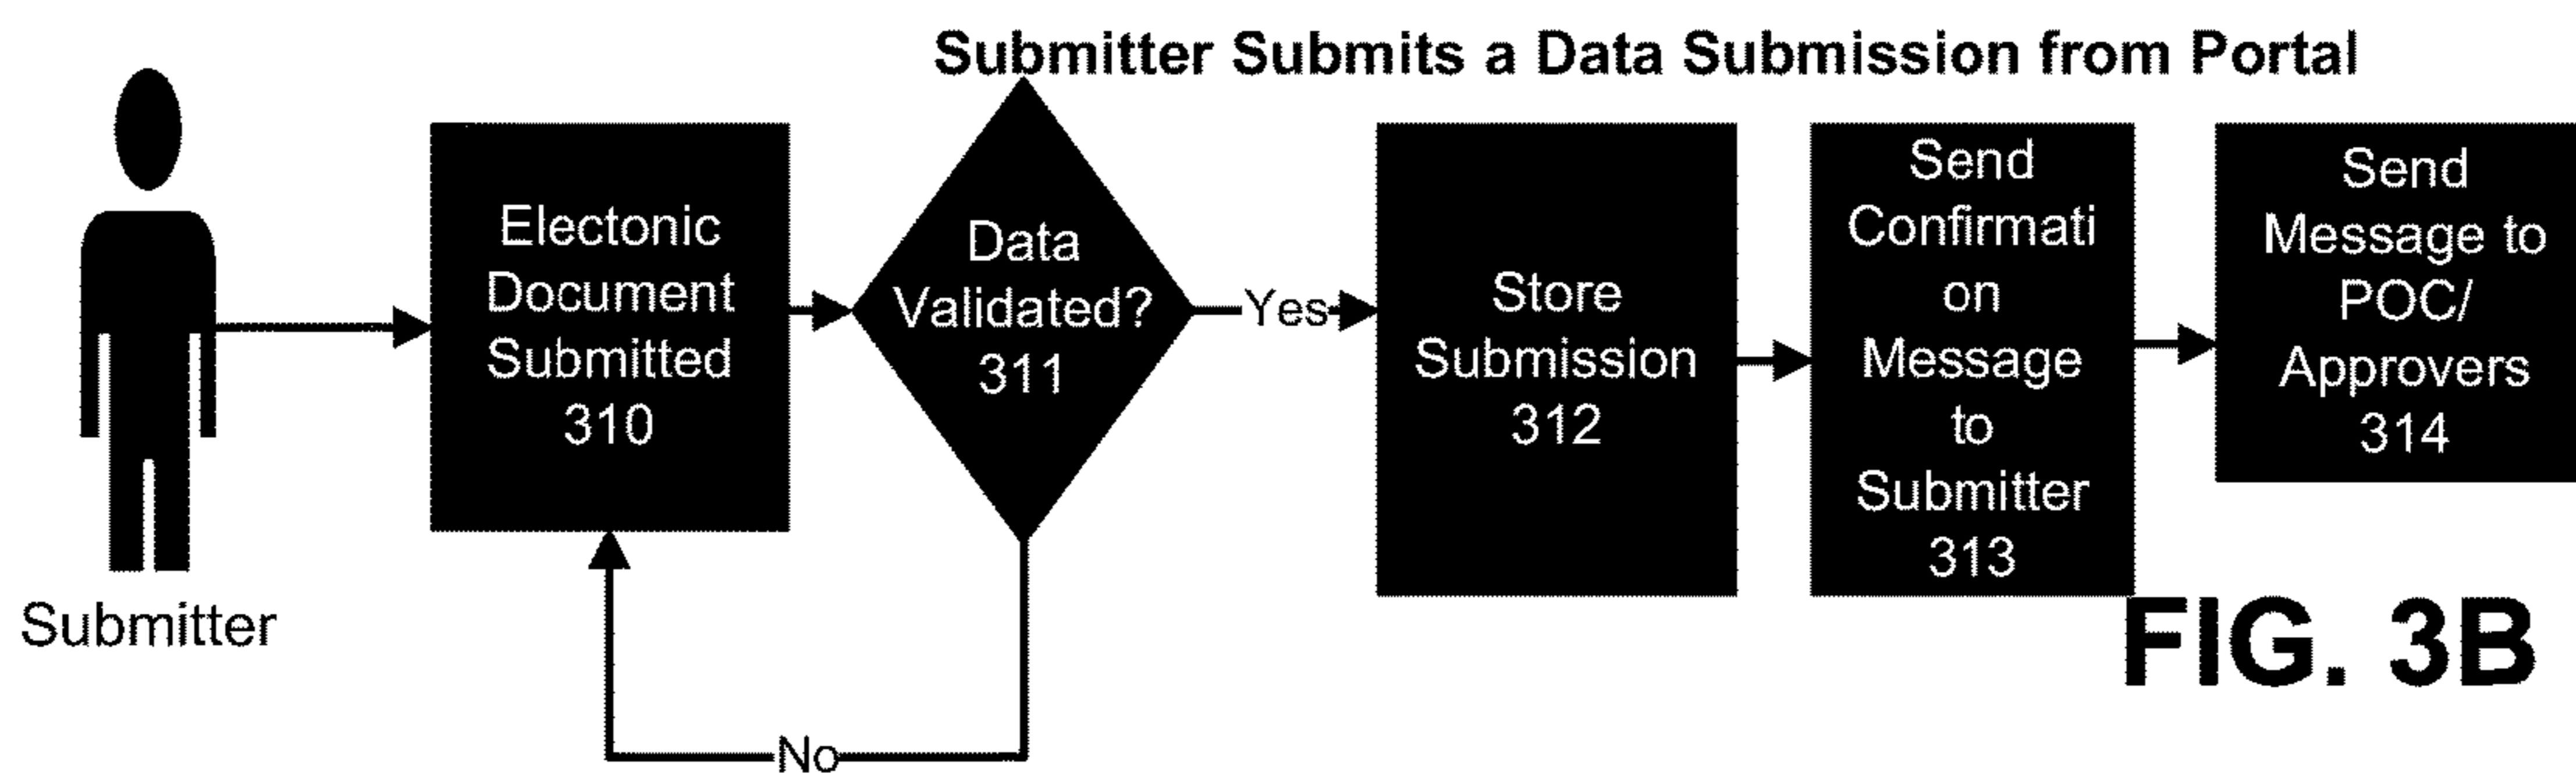 Submitter Submits a Data Submission from Portal
Submitter
Electonic
Document
Submitted
310
Data
Validated?
311
Yes
No
Store
Submission
312
Send
Confirmati
on
Message
to
Submitter
313
Send
Message to
POC/
Approvers
314
FIG. 3B